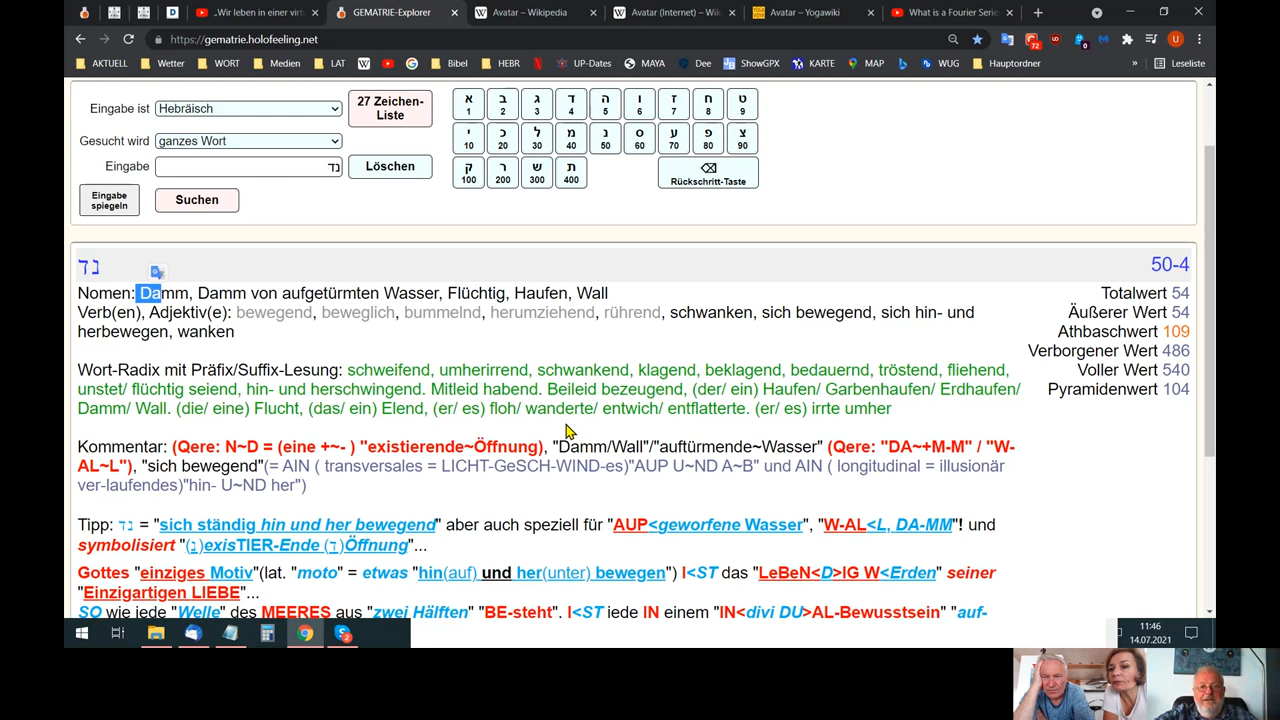 „Wir leben in einer virt
GEMATRIE-Explorer
Avatar – Wikipedia
Avatar (Internet) – Wiki
Avatar – Yogawiki
What is a Fourier Serie
https://gematrie.holofeeling.net
72
0
U
AKTUELL Wetter WORT Medien LAT Bibel HEBR UP-Dates MAYA Dee ShowGPX KARTE MAP WUG Hauptordner » Leseliste
Eingabe ist Hebräisch 27 Zeichen-Liste
Gesucht wird ganzes Wort
Eingabe נד Löschen
Eingabe spiegeln Suchen
א ב ג ד ה ו ז ח ט
1 2 3 4 5 6 7 8 9
י כ ל מ נ ס ע פ צ
10 20 30 40 50 60 70 80 90
ק ר ש ת
100 200 300 400
Rückschritt-Taste
נד 50-4
Nomen: Damm, Damm von aufgetürmten Wasser, Flüchtig, Haufen, Wall
Verb(en), Adjektiv(e): bewegend, beweglich, bummelnd, herumziehend, rührend, schwanken, sich bewegend, sich hin- und
herbewegen, wanken
Totalwert 54
Äußerer Wert 54
Athbaschwert 109
Verborgener Wert 486
Voller Wert 540
Pyramidenwert 104
Wort-Radix mit Präfix/Suffix-Lesung: schweifend, umherirrend, schwankend, klagend, beklagend, bedauernd, tröstend, fliehend,
unstet/ flüchtig seiend, hin- und herschwingend. Mitleid habend. Beileid bezeugend, (der/ ein) Haufen/ Garbenhaufen/ Erdhaufen/
Damm/ Wall. (die/ eine) Flucht, (das/ ein) Elend, (er/ es) floh/ wanderte/ entwich/ entflatterte. (er/ es) irrte umher
Kommentar: (Qere: N~D = (eine +~- ) "existierende~Öffnung), "Damm/Wall"/"auftürmende~Wasser" (Qere: "DA~+M-M" / "W-
AL~L"), "sich bewegend"(= AIN ( transversales = LICHT-GeSCH-WIND-es)"AUP U~ND A~B" und AIN ( longitudinal = illusionär
ver-laufendes)"hin- U~ND her")
Tipp: נד = "sich ständig hin und her bewegend" aber auch speziell für "AUP<geworfene Wasser", "W-AL<L, DA-MM"! und
symbolisiert "(נ)exisTIER-Ende (ד)Öffnung"...
Gottes "einziges Motiv"(lat. "moto" = etwas "hin(auf) und her(unter) bewegen") I<ST das "LeBeN<D>IG W<Erden" seiner
"Einzigartigen LIEBE"...
SO wie jede "Welle" des MEERES aus "zwei Hälften" "BE-steht". I<ST jede IN einem "IN<divi DU>AL-Bewusstsein" "auf-
11:46
14.07.2021